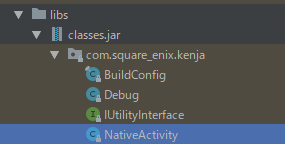 libs
classes.jar
com.square_enix.kenja
BuildConfig
Debug
IUtilityInterface
NativeActivity